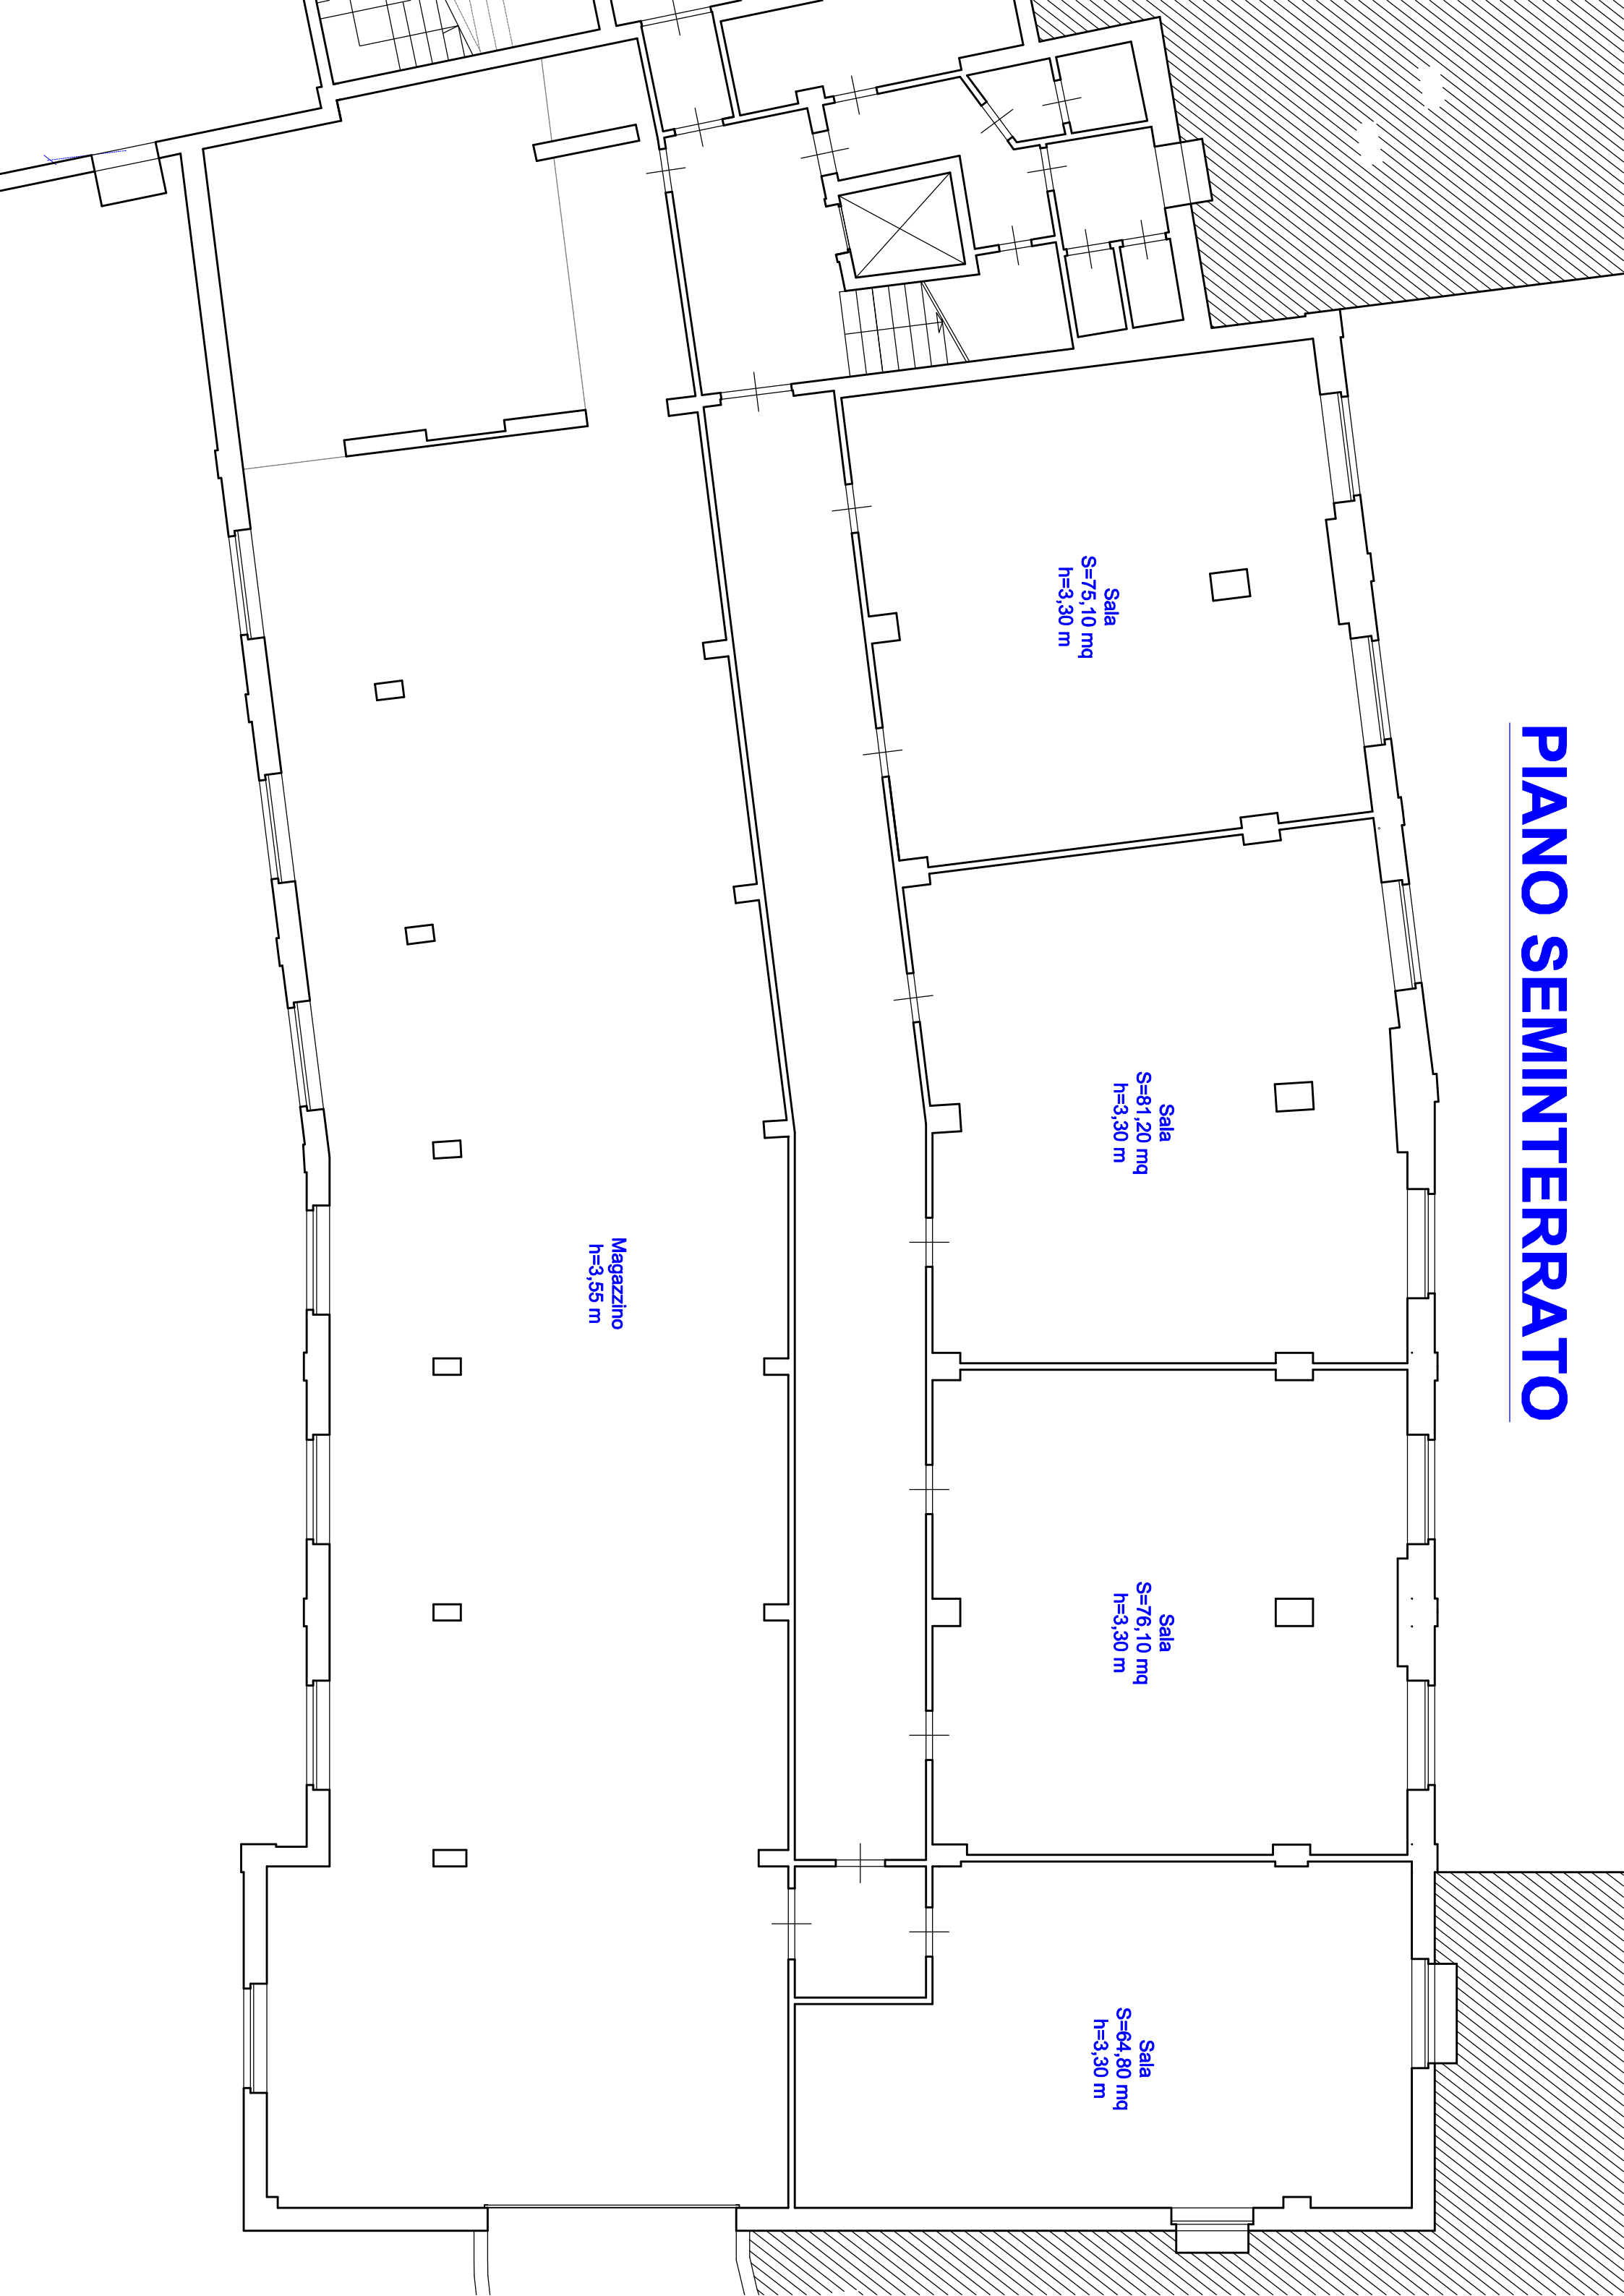 PIANO SEMINTERRATO
Sala
S=75,10 mq
h=3,30 m
Sala
S=81,20 mq
h=3,30 m
Sala
S=76,10 mq
h=3,30 m
Sala
S=64,80 mq
h=3,30 m
Magazzino
h=3,55 m